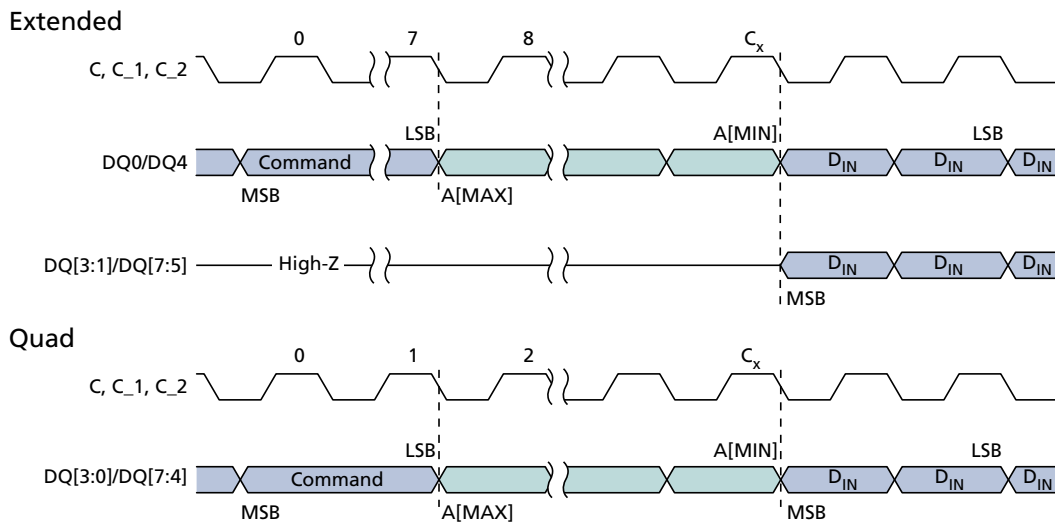 Extended
0 7 8 Cx
C, C_1, C_2
LSB A[MIN] LSB
DQ0/DQ4 Command DIN DIN DIN
MSB A[MAX]
DQ[3:1]/DQ[7:5] High-Z DIN DIN DIN
MSB
Quad
0 1 2 Cx
C, C_1, C_2
LSB A[MIN] LSB
DQ[3:0]/DQ[7:4] Command DIN DIN DIN
MSB A[MAX] MSB